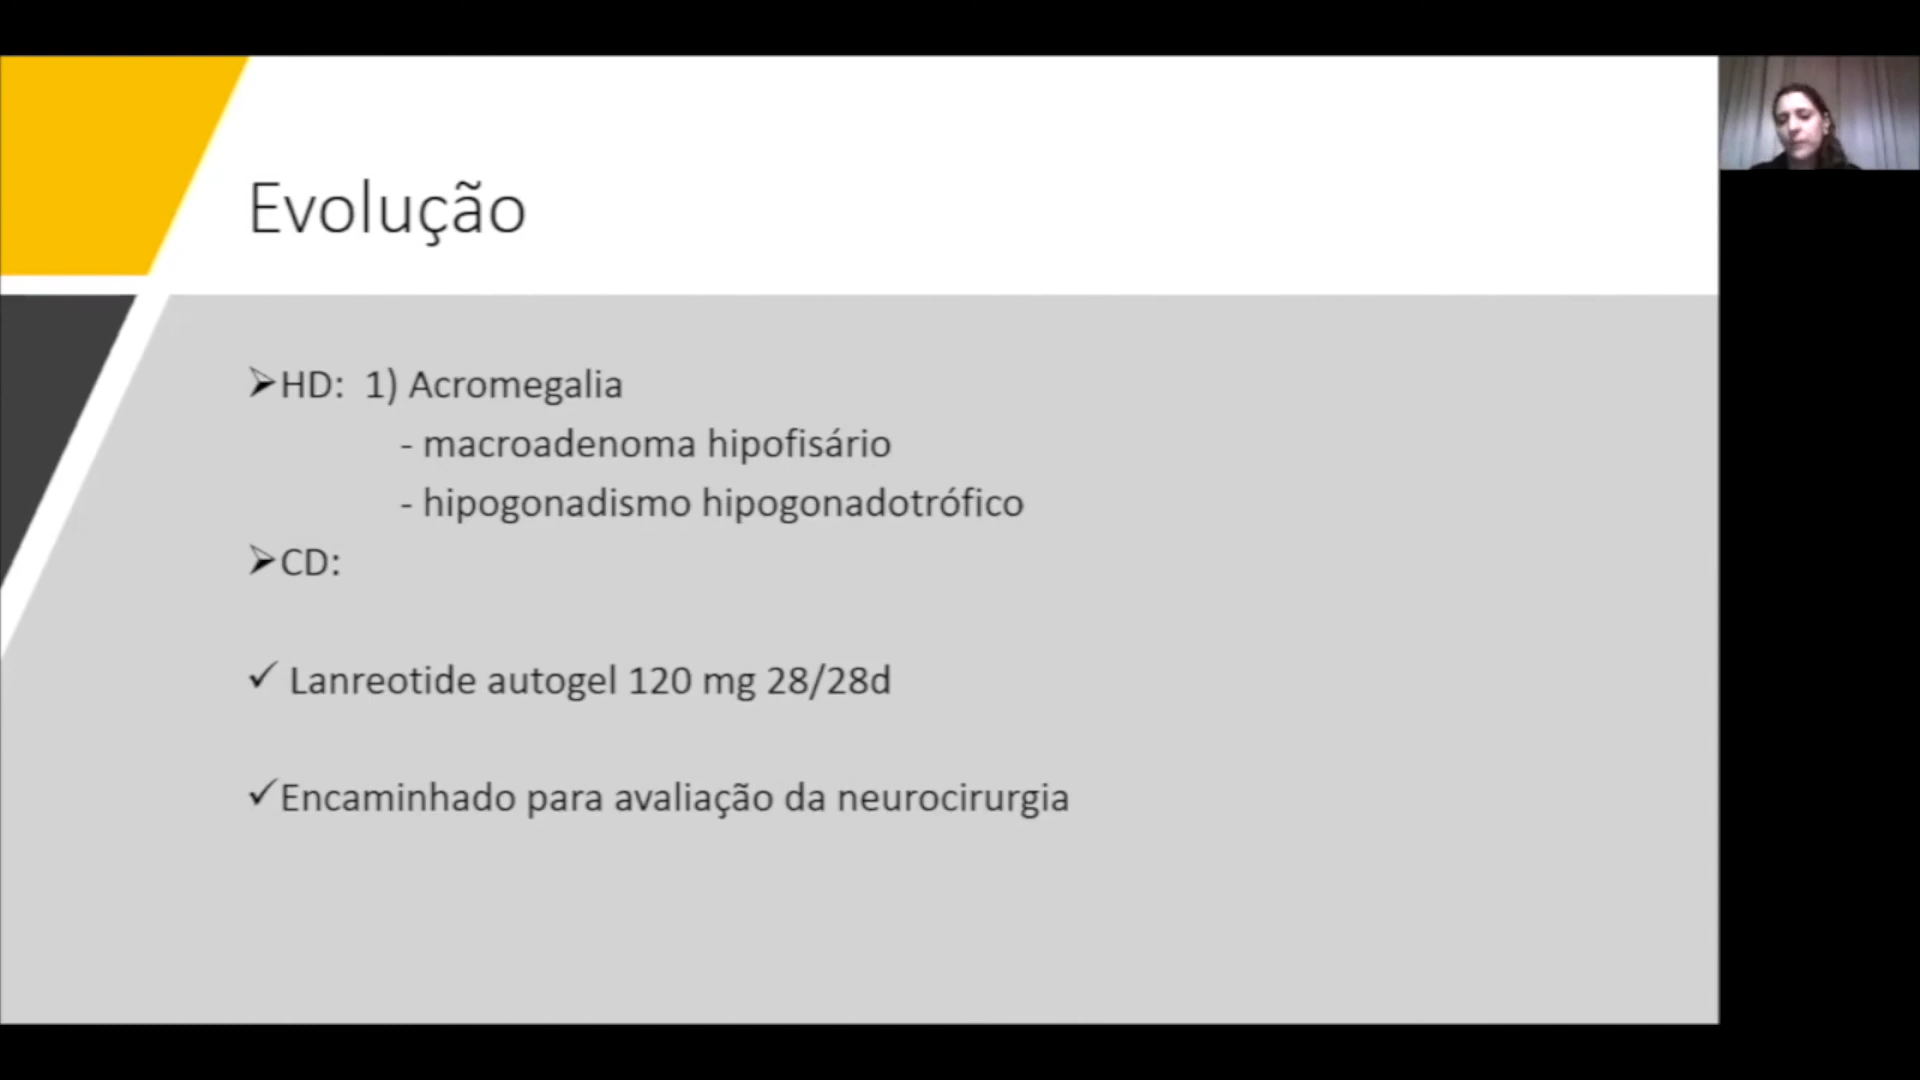 Evolução
➢HD: 1) Acromegalia
- macroadenoma hipofisário
- hipogonadismo hipogonadotrófico
➢CD:
✓ Lanreotide autogel 120 mg 28/28d
✓Encaminhado para avaliação da neurocirurgia